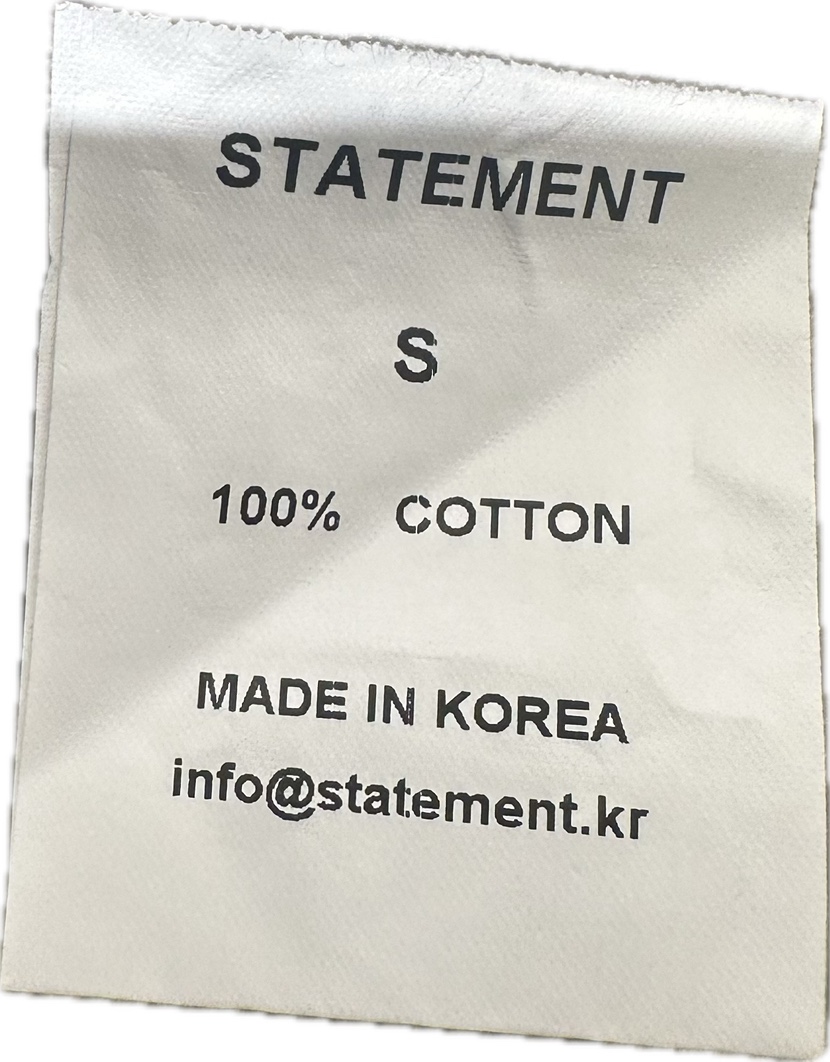 STATEMENT
S
100% COTTON
MADE IN KOREA
info@statement.kr